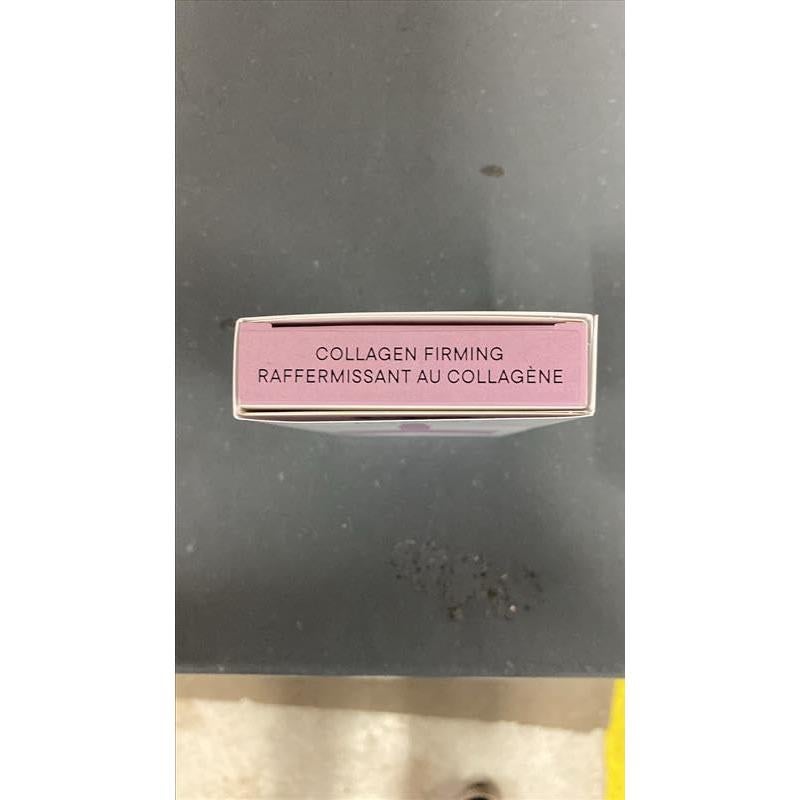 COLLAGEN FIRMING
RAFFERMISSANT AU COLLAGÈNE